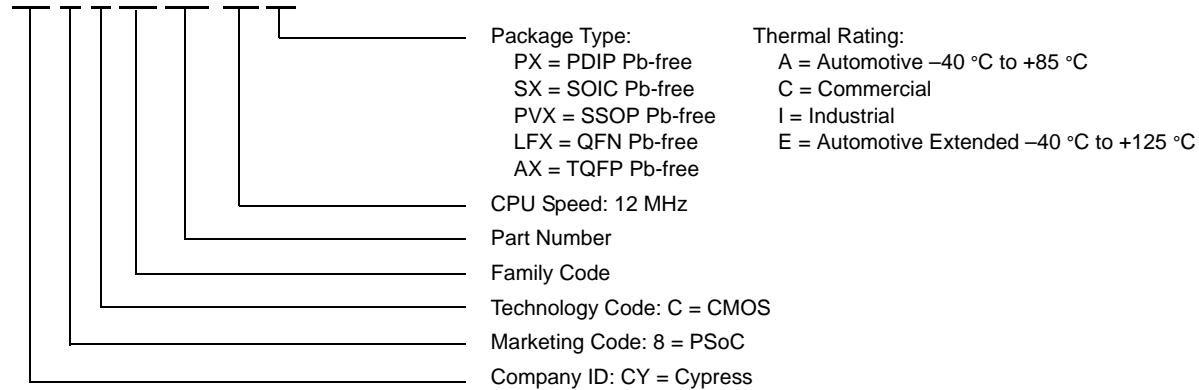 Package Type: Thermal Rating:
PX = PDIP Pb-free A = Automotive –40 °C to +85 °C
SX = SOIC Pb-free C = Commercial
PVX = SSOP Pb-free I = Industrial
LFX = QFN Pb-free E = Automotive Extended –40 °C to +125 °C
AX = TQFP Pb-free
CPU Speed: 12 MHz
Part Number
Family Code
Technology Code: C = CMOS
Marketing Code: 8 = PSoC
Company ID: CY = Cypress